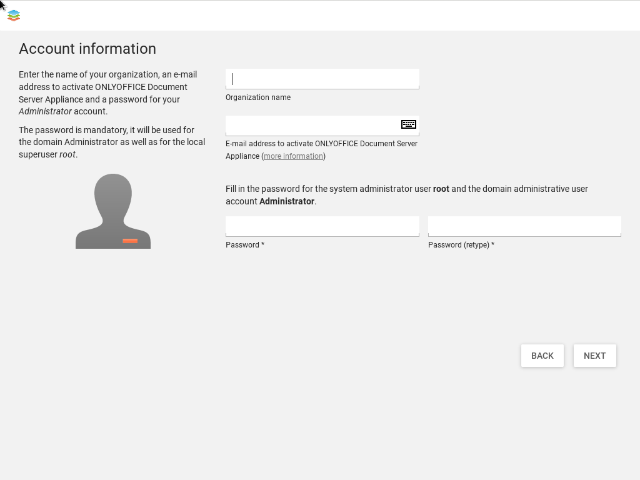 Account information
Enter the name of your organization, an e-mail
address to activate ONLYOFFICE Document
Server Appliance and a password for your
Administrator account.
The password is mandatory, it will be used for
the domain Administrator as well as for the local
superuser root.
Organization name
E-mail address to activate ONLYOFFICE Document Server
Appliance (more information)
Fill in the password for the system administrator user root and the domain administrative user
account Administrator.
Password *
Password (retype) *
BACK
NEXT